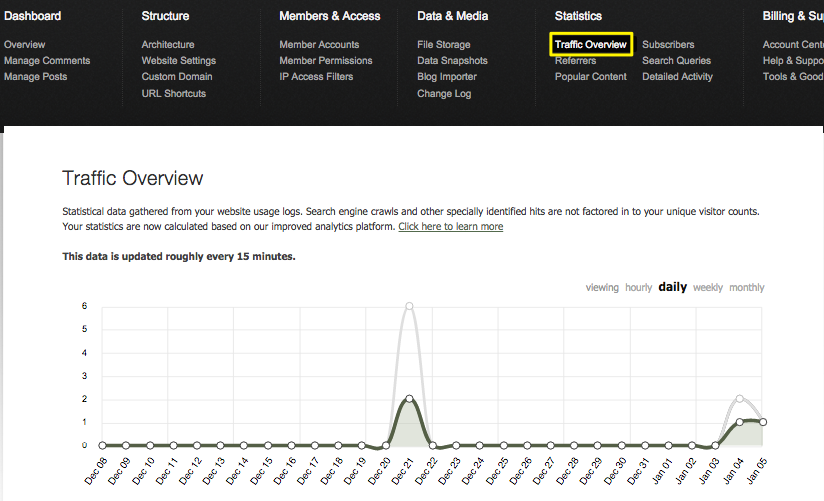 Dashboard Structure Members & Access Data & Media Statistics Billing & Su
Overview Architecture Member Accounts File Storage Traffic Overview Subscribers Account Cent
Manage Comments Website Settings Member Permissions Data Snapshots Referrers Search Queries Help & Suppo
Manage Posts Custom Domain IP Access Filters Blog Importer Popular Content Detailed Activity Tools & Good
URL Shortcuts Change Log
Traffic Overview
Statistical data gathered from your website usage logs. Search engine crawls and other specially identified hits are not factored in to your unique visitor counts.
Your statistics are now calculated based on our improved analytics platform. Click here to learn more
This data is updated roughly every 15 minutes.
viewing hourly daily weekly monthly
6
5
4
3
2
1
0
Dec 08 Dec 09 Dec 10 Dec 11 Dec 12 Dec 13 Dec 14 Dec 15 Dec 16 Dec 17 Dec 18 Dec 19 Dec 20 Dec 21 Dec 22 Dec 23 Dec 24 Dec 25 Dec 26 Dec 27 Dec 28 Dec 29 Dec 30 Dec 31 Jan 01 Jan 02 Jan 03 Jan 04 Jan 05